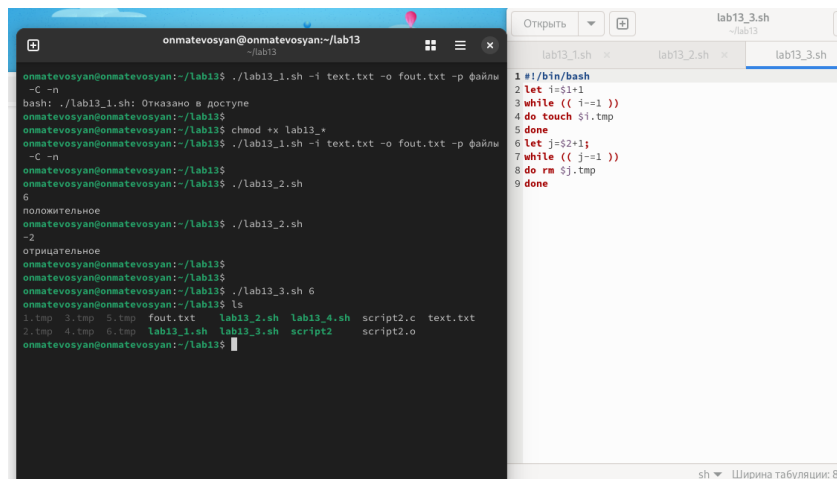 onmatevosyan@onmatevosyan:~/lab13
~/lab13
onmatevosyan@onmatevosyan:~/lab13$ ./lab13_1.sh -i text.txt -o fout.txt -p файлы
-C -n
bash: ./lab13_1.sh: Отказано в доступе
onmatevosyan@onmatevosyan:~/lab13$
onmatevosyan@onmatevosyan:~/lab13$ chmod +x lab13_*
onmatevosyan@onmatevosyan:~/lab13$ ./lab13_1.sh -i text.txt -o fout.txt -p файлы
-C -n
onmatevosyan@onmatevosyan:~/lab13$
onmatevosyan@onmatevosyan:~/lab13$ ./lab13_2.sh
6
положительное
onmatevosyan@onmatevosyan:~/lab13$ ./lab13_2.sh
-2
отрицательное
onmatevosyan@onmatevosyan:~/lab13$
onmatevosyan@onmatevosyan:~/lab13$
onmatevosyan@onmatevosyan:~/lab13$ ./lab13_3.sh 6
onmatevosyan@onmatevosyan:~/lab13$ ls
1.tmp 3.tmp 5.tmp fout.txt lab13_2.sh lab13_4.sh script2.c text.txt
2.tmp 4.tmp 6.tmp lab13_1.sh lab13_3.sh script2 script2.o
onmatevosyan@onmatevosyan:~/lab13$
Открыть
lab13_3.sh
~/lab13
lab13_1.sh × lab13_2.sh × lab13_3.sh
1 #!/bin/bash
2 let i=$1+1
3 while (( i-=1 ))
4 do touch $i.tmp
5 done
6 let j=$2+1;
7 while (( j-=1 ))
8 do rm $j.tmp
9 done
sh Ширина табуляции: 8